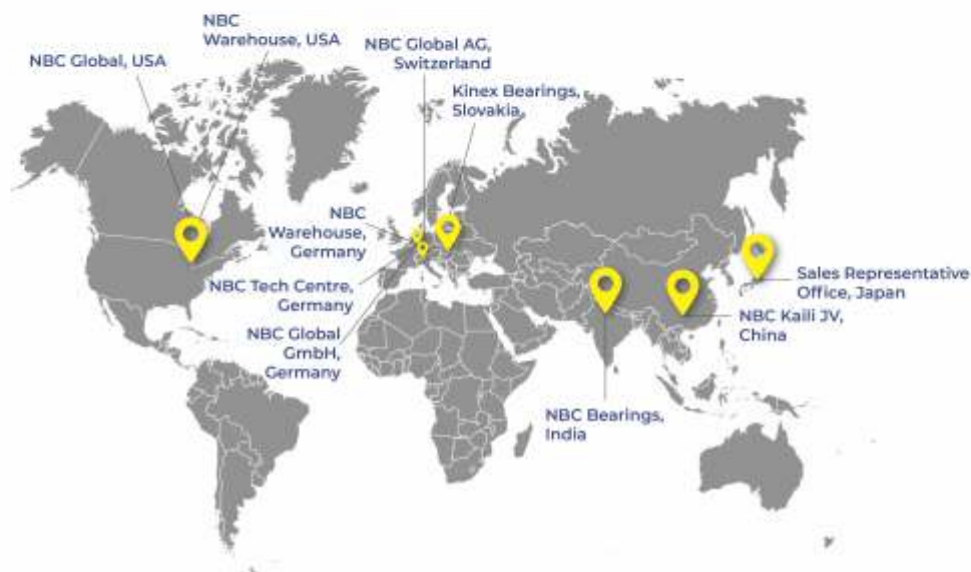 NBC
Warehouse, USA
NBC Global, USA
NBC Global AG,
Switzerland
Kinex Bearings,
Slovakia
NBC
Warehouse,
Germany
NBC Tech Centre,
Germany
NBC Global
GmbH,
Germany
Sales Representative
Office, Japan
NBC Kaili JV,
China
NBC Bearings,
India